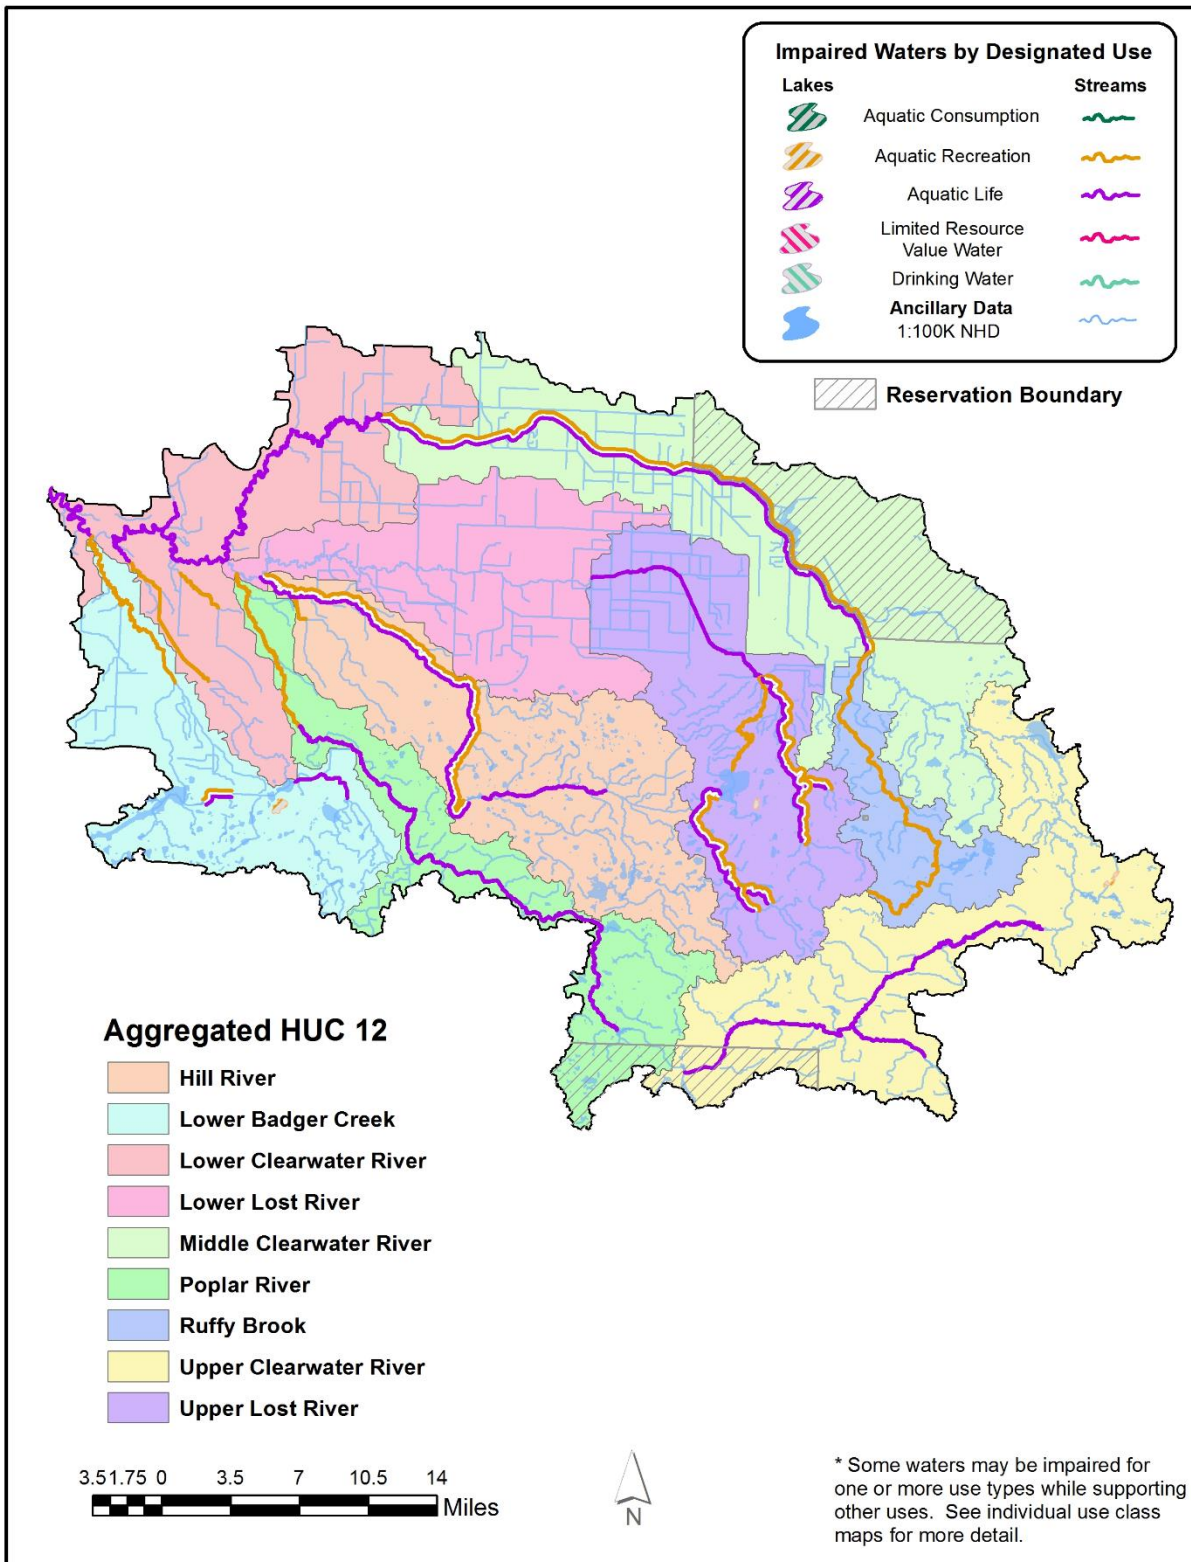 Impaired Waters by Designated Use
Lakes Streams
Aquatic Consumption
Aquatic Recreation
Aquatic Life
Limited Resource
Value Water
Drinking Water
Ancillary Data
1:100K NHD
Reservation Boundary
Aggregated HUC 12
Hill River
Lower Badger Creek
Lower Clearwater River
Lower Lost River
Middle Clearwater River
Poplar River
Ruffy Brook
Upper Clearwater River
Upper Lost River
3.5 1.75 0 3.5 7 10.5 14
Miles
N
* Some waters may be impaired for
one or more use types while supporting
other uses. See individual use class
maps for more detail.